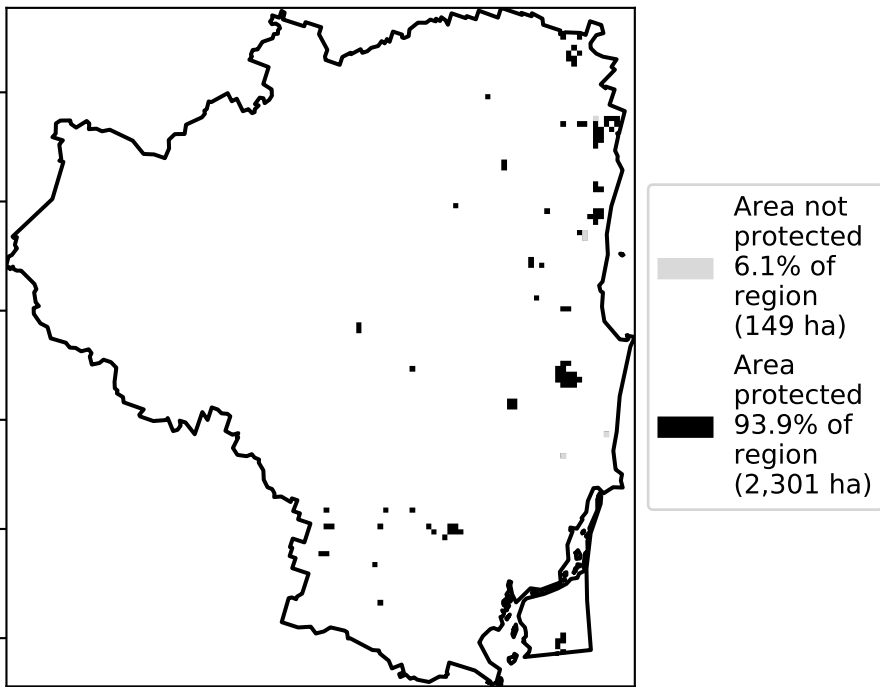 Area not
protected
6.1% of
region
(149 ha)
Area
protected
93.9% of
region
(2,301 ha)